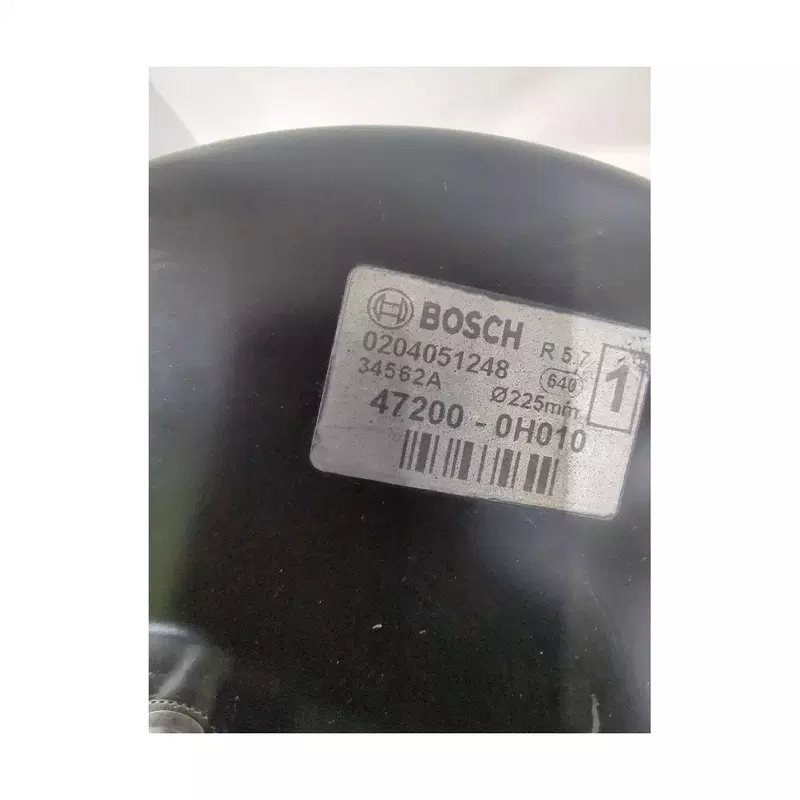 BOSCH R 5.7
0204051248 640 1
34562A Ø225mm
47200 - 0H010